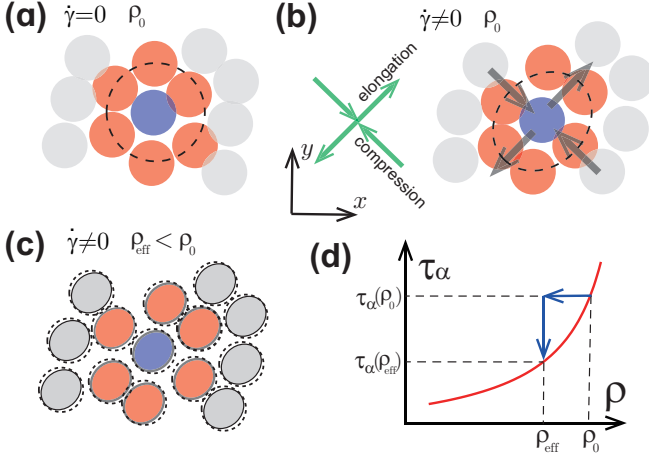 (a) γ̇=0 ρ₀
(b) γ̇≠0 ρ₀
elongation
compression
y
x
(c) γ̇≠0 ρeff < ρ₀
(d)
τα
τα(ρ₀)
τα(ρeff)
ρeff ρ₀ ρ